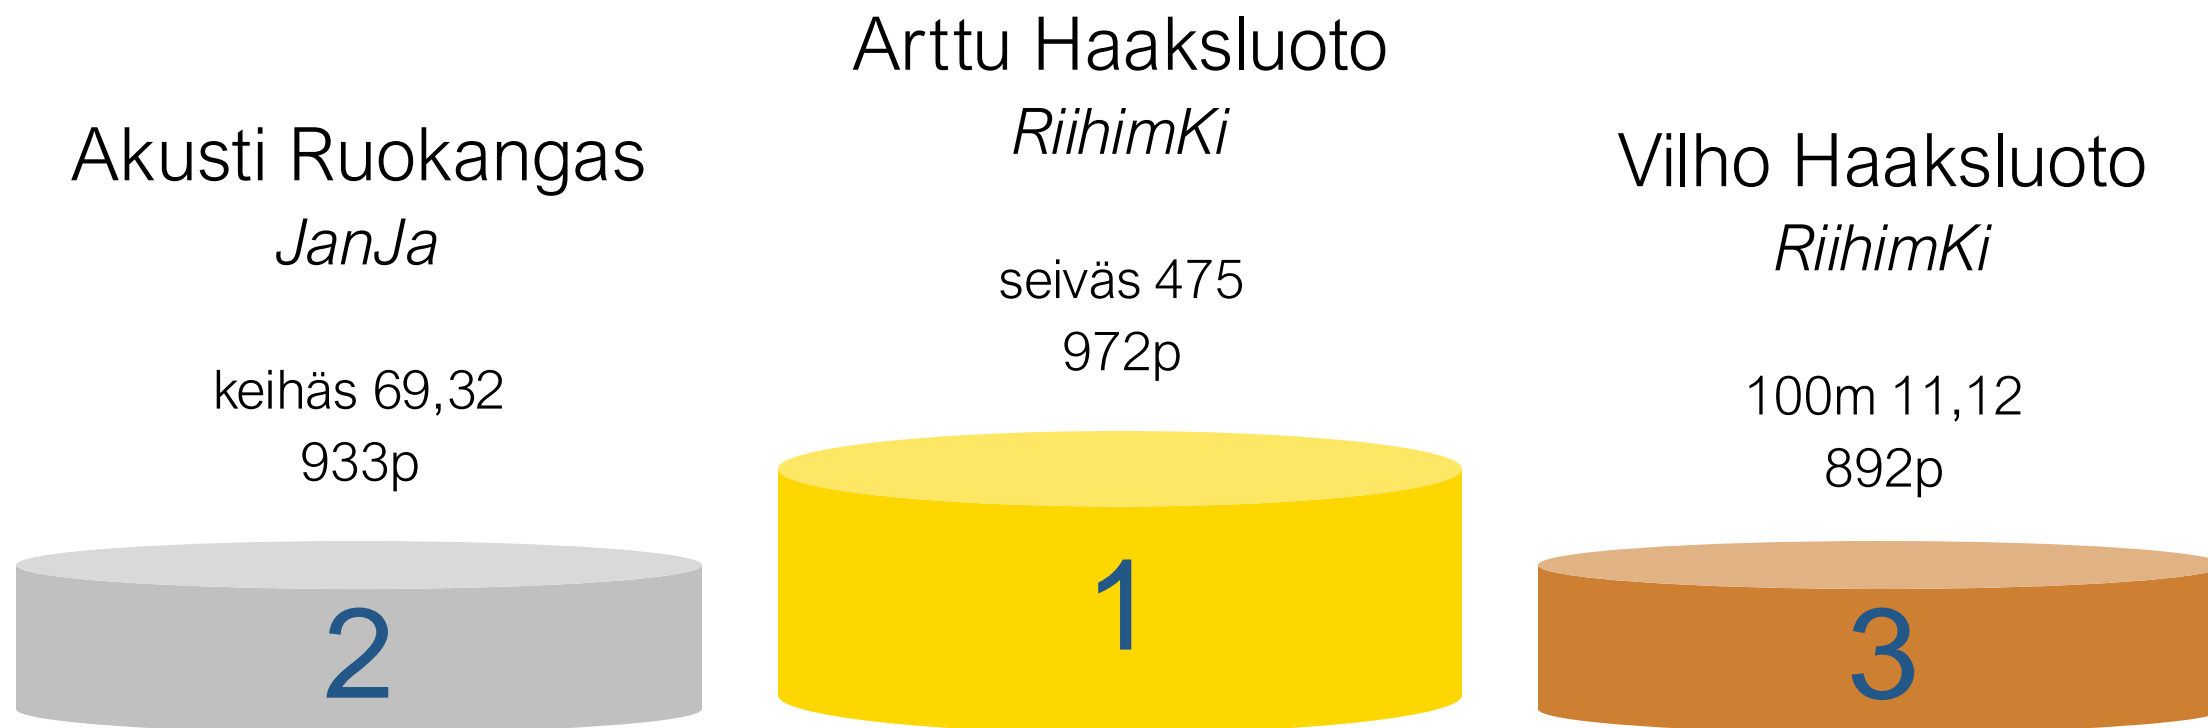 Akusti Ruokangas
JanJa
keihäs 69,32
933p
2
Arttu Haaksluoto
RiihimKi
seiväs 475
972p
1
Vilho Haaksluoto
RiihimKi
100m 11,12
892p
3